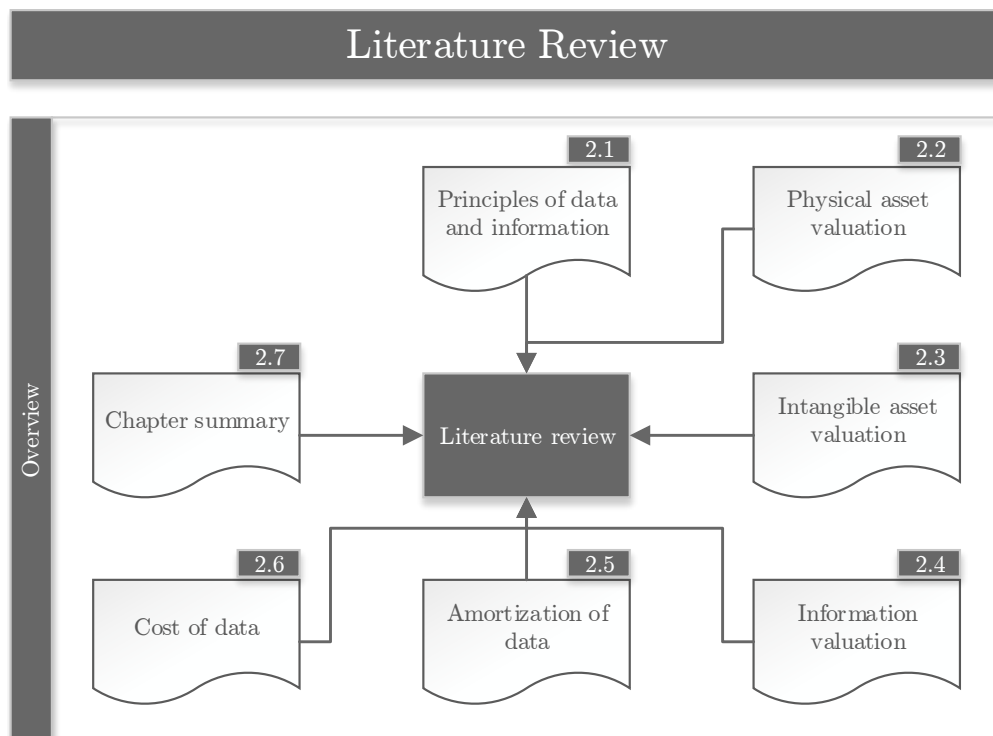 Literature Review
Overview
2.1
Principles of data
and information
2.2
Physical asset
valuation
2.7
Chapter summary
Literature review
2.3
Intangible asset
valuation
2.6
Cost of data
2.5
Amortization of
data
2.4
Information
valuation